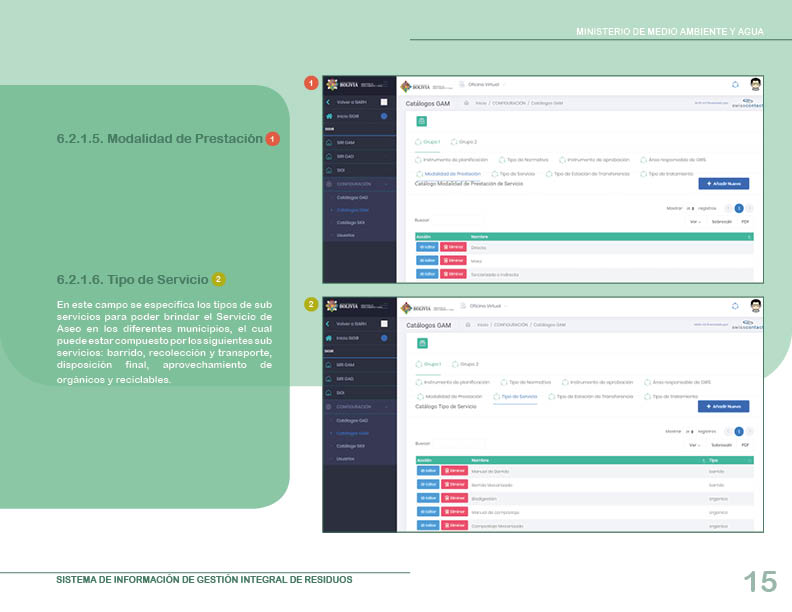 MINISTERIO DE MEDIO AMBIENTE Y AGUA
6.2.1.5. Modalidad de Prestación 1
6.2.1.6. Tipo de Servicio 2
En este campo se especifica los tipos de sub
servicios para poder brindar el Servicio de
Aseo en los diferentes municipios, el cual
puede estar compuesto por los siguientes sub
servicios: barrido, recolección y transporte,
disposición final, aprovechamiento de
orgánicos y reciclables.
1
BOLIVIA
Volver a SIARH
Inicio SIGIR
SIGIR
SIRI GAM
SIRI GAD
SIGI
CONFIGURACIÓN
Catálogos GAD
Catálogos GAM
Catálogo SIGI
Usuarios
BOLIVIA
Oficina Virtual
Catálogos GAM
Inicio / CONFIGURACIÓN / Catálogos GAM
swisscontact
Grupo 1 Grupo 2
Instrumento de planificación Tipo de Normativa Instrumento de aprobación Área responsable de GIRS
Modalidad de Prestación Tipo de Servicio Tipo de Estación de Transferencia Tipo de tratamiento
Catálogo Modalidad de Prestación de Servicio
+ Añadir Nuevo
Mostrar registros 1
Buscar: Ver Sobrescribir PDF
Acción Nombre
Editar Eliminar Directa
Editar Eliminar Mixta
Editar Eliminar Tercerizada o Indirecta
2
BOLIVIA
Volver a SIARH
Inicio SIGIR
SIGIR
SIRI GAM
SIRI GAD
SIGI
CONFIGURACIÓN
Catálogos GAD
Catálogos GAM
Catálogo SIGI
Usuarios
BOLIVIA
Oficina Virtual
Catálogos GAM
Inicio / CONFIGURACIÓN / Catálogos GAM
swisscontact
Grupo 1 Grupo 2
Instrumento de planificación Tipo de Normativa Instrumento de aprobación Área responsable de GIRS
Modalidad de Prestación Tipo de Servicio Tipo de Estación de Transferencia Tipo de tratamiento
Catálogo Tipo de Servicio
+ Añadir Nuevo
Mostrar registros 1
Buscar: Ver PDF
Acción Nombre Tipo
Editar Eliminar Manual de Barrido barrido
Editar Eliminar Barrido Mecanizado barrido
Editar Eliminar Biodigestión organico
Editar Eliminar Manual de compostaje organico
Editar Eliminar Compostaje Mecanizado organico
SISTEMA DE INFORMACIÓN DE GESTIÓN INTEGRAL DE RESIDUOS
15